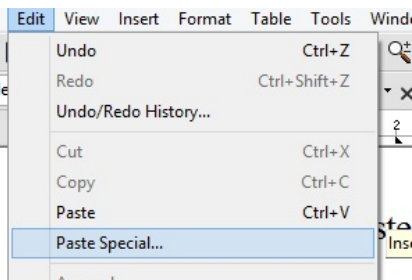 Edit View Insert Format Table Tools
Undo Ctrl+Z
Redo Ctrl+Shift+Z
Undo/Redo History...
2
Cut Ctrl+X
Copy Ctrl+C
Paste Ctrl+V
Paste Special...